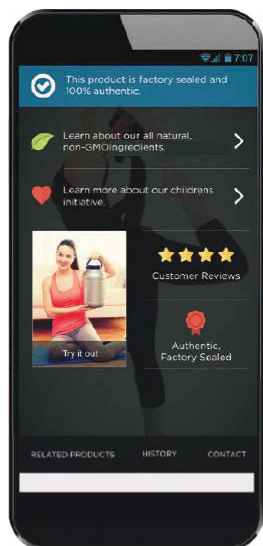 7:07
This product is factory sealed and
100% authentic.
Learn about our all natural,
non-GMOIngredients.
Learn more about our childrens
initiative.
Try it out
Customer Reviews
Authentic,
Factory Sealed
RELATED PRODUCTS HISTORY CONTACT